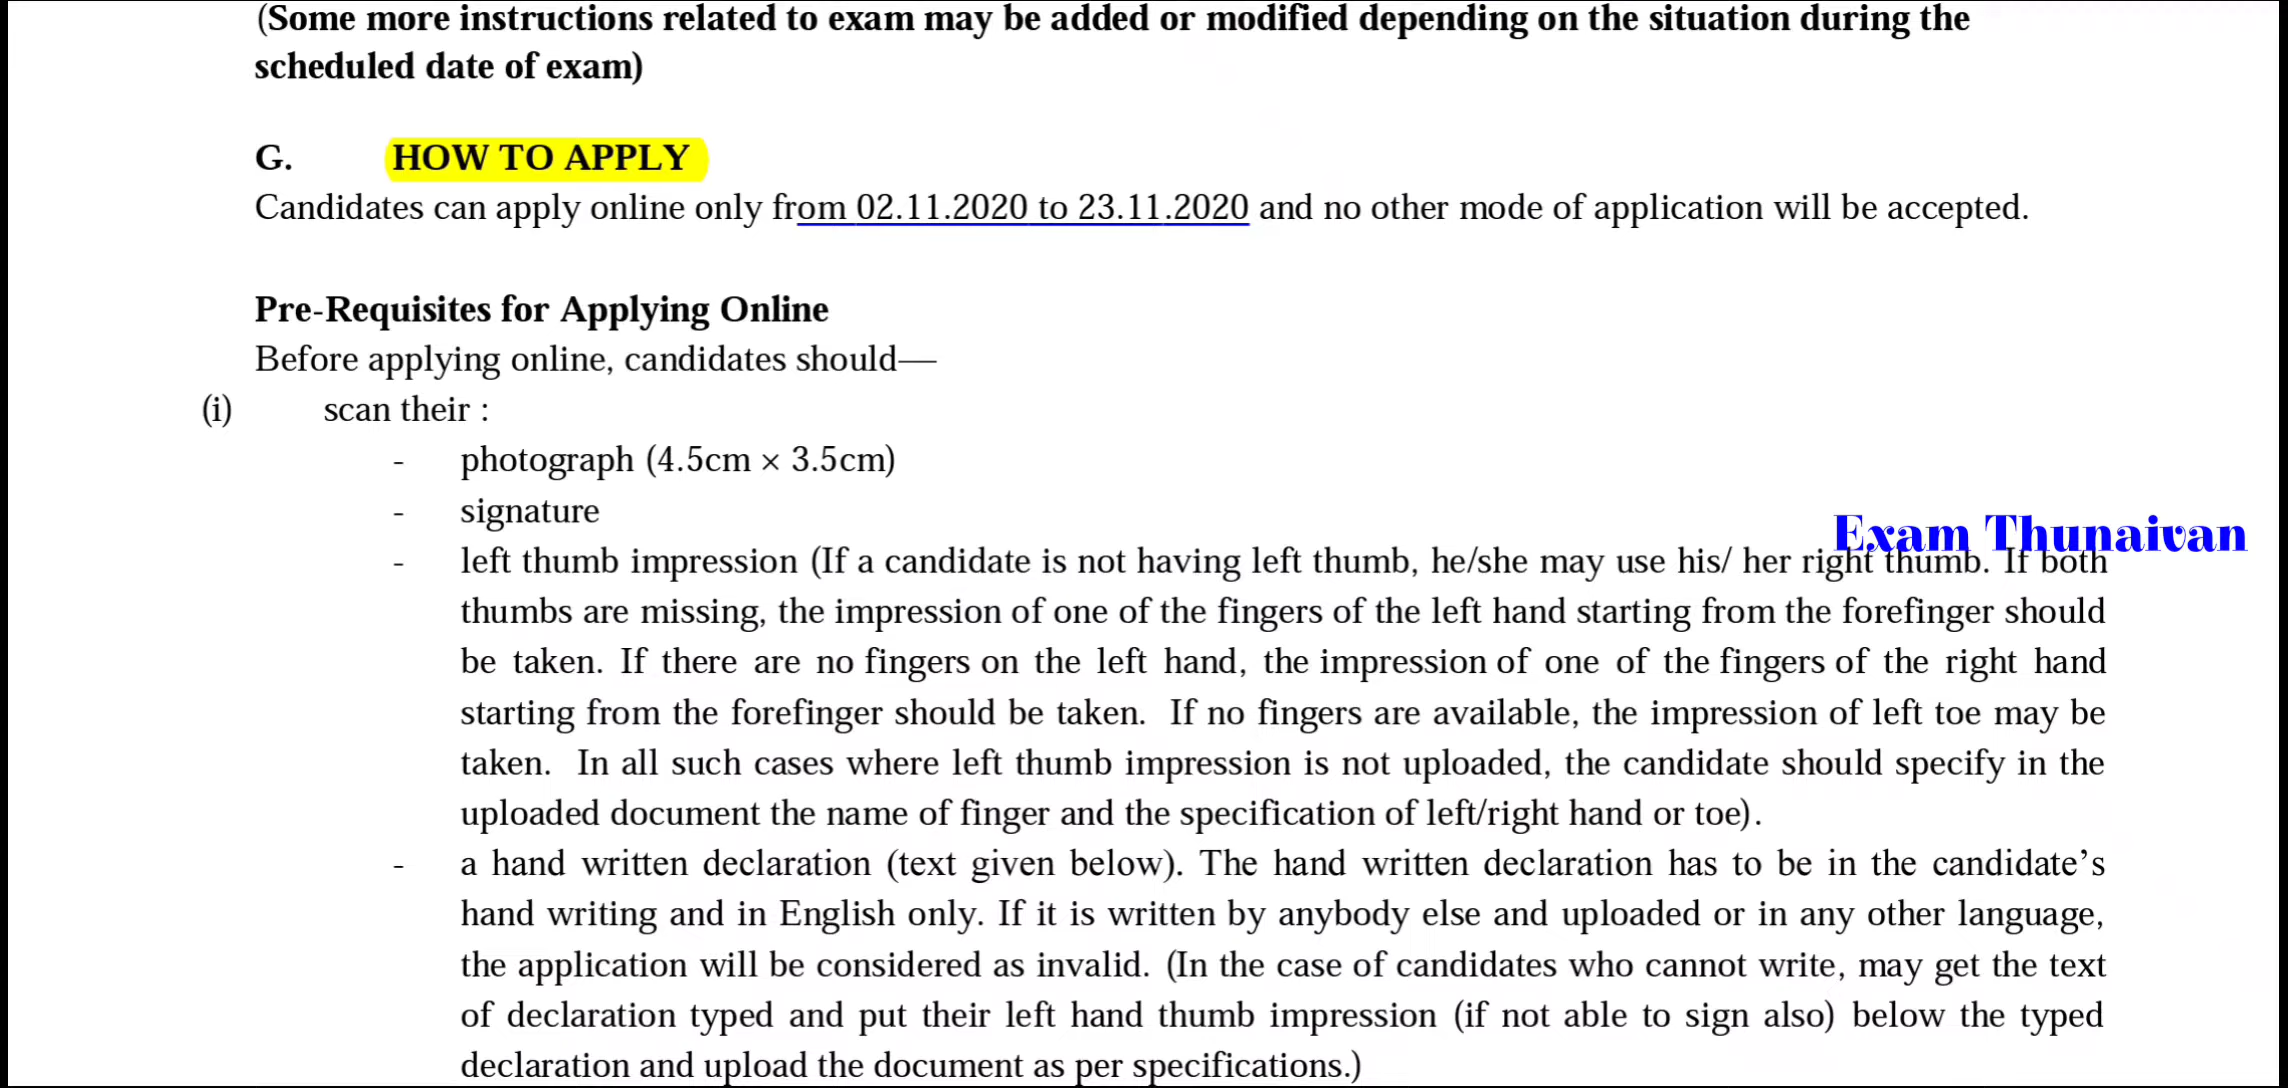 (Some more instructions related to exam may be added or modified depending on the situation during the
scheduled date of exam)
G. HOW TO APPLY
Candidates can apply online only from 02.11.2020 to 23.11.2020 and no other mode of application will be accepted.
Pre-Requisites for Applying Online
Before applying online, candidates should—
(i) scan their :
- photograph (4.5cm × 3.5cm)
- signature
Exam Thunaivan
- left thumb impression (If a candidate is not having left thumb, he/she may use his/ her right thumb. If both
thumbs are missing, the impression of one of the fingers of the left hand starting from the forefinger should
be taken. If there are no fingers on the left hand, the impression of one of the fingers of the right hand
starting from the forefinger should be taken. If no fingers are available, the impression of left toe may be
taken. In all such cases where left thumb impression is not uploaded, the candidate should specify in the
uploaded document the name of finger and the specification of left/right hand or toe).
- a hand written declaration (text given below). The hand written declaration has to be in the candidate’s
hand writing and in English only. If it is written by anybody else and uploaded or in any other language,
the application will be considered as invalid. (In the case of candidates who cannot write, may get the text
of declaration typed and put their left hand thumb impression (if not able to sign also) below the typed
declaration and upload the document as per specifications.)